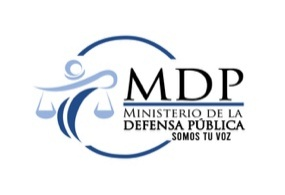 MDP
MINISTERIO DE LA
DEFENSA PÚBLICA
SOMOS TU VOZ